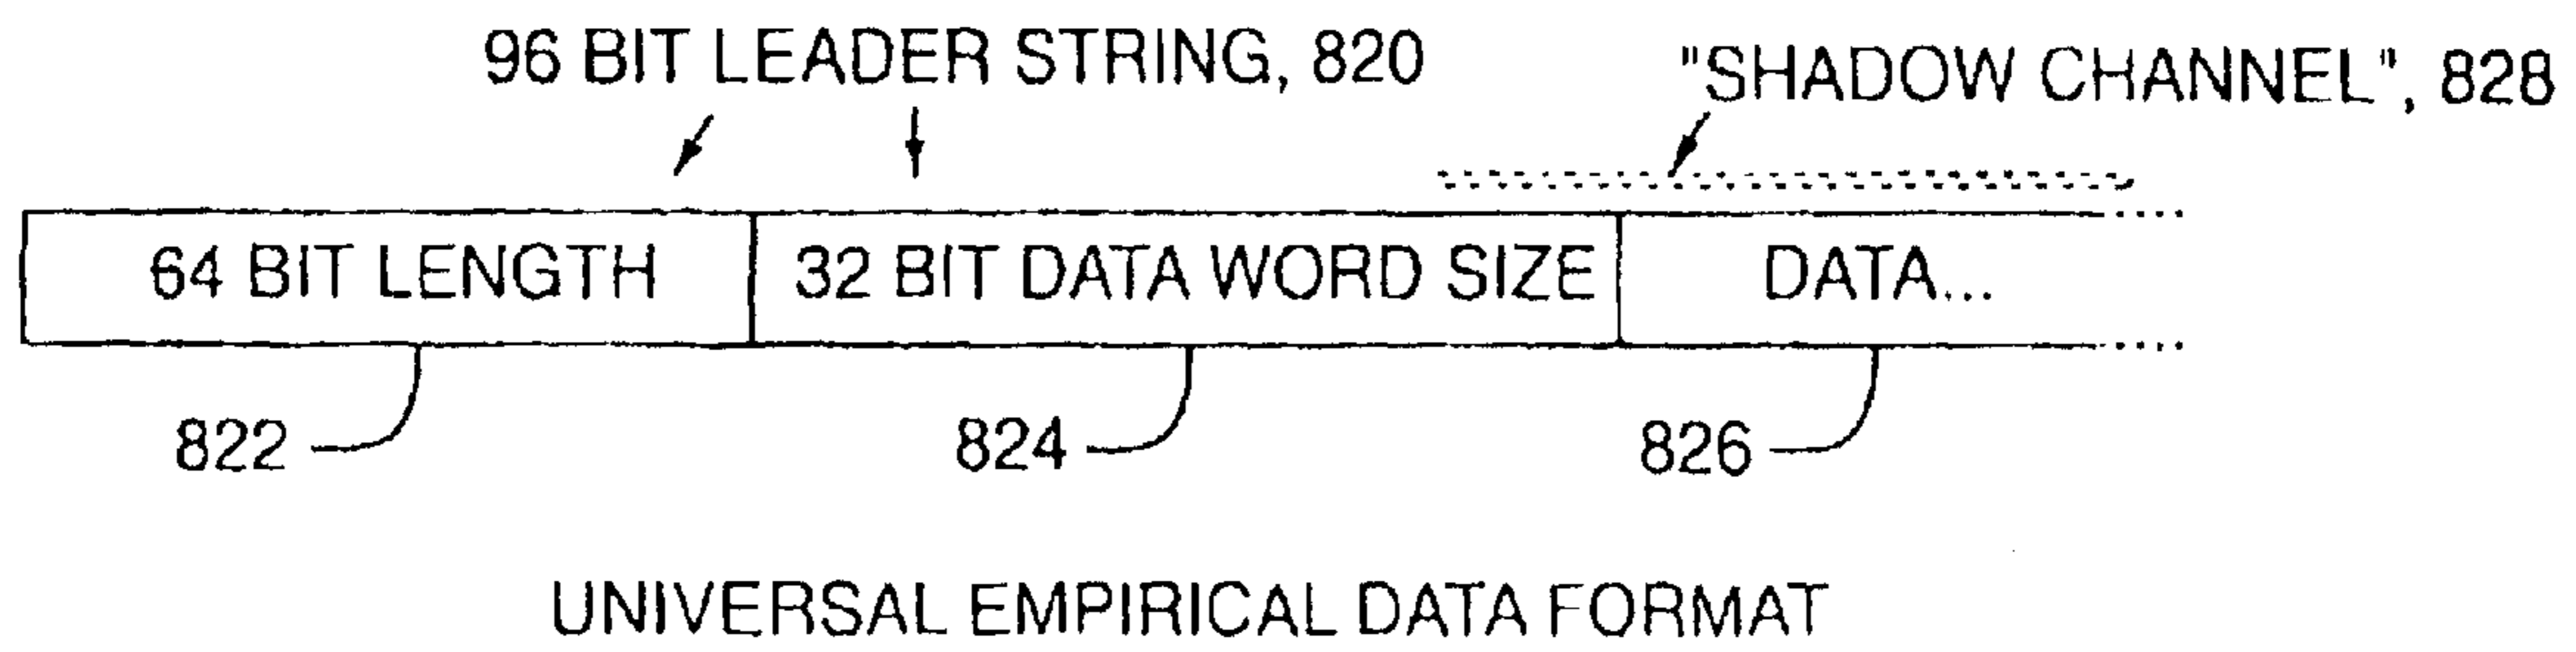 96 BIT LEADER STRING, 820
"SHADOW CHANNEL", 828
64 BIT LENGTH
32 BIT DATA WORD SIZE
DATA...
822
824
826
UNIVERSAL EMPIRICAL DATA FORMAT